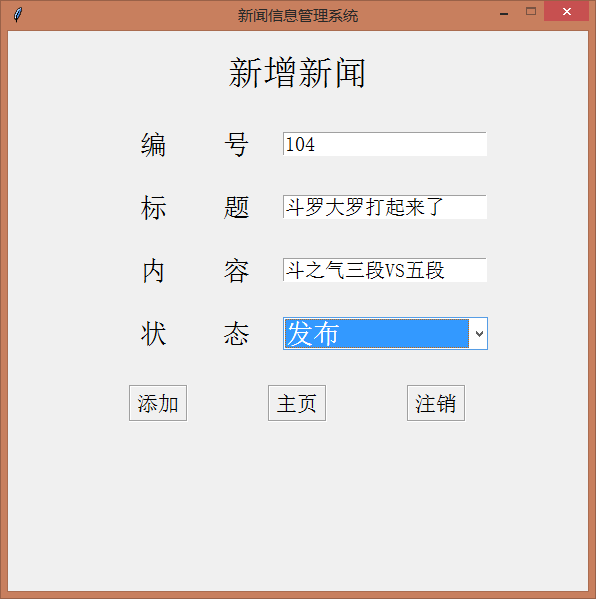 新闻信息管理系统
新增新闻
编 号 104
标 题 斗罗大罗打起来了
内 容 斗之气三段VS五段
状 态 发布
添加 主页 注销